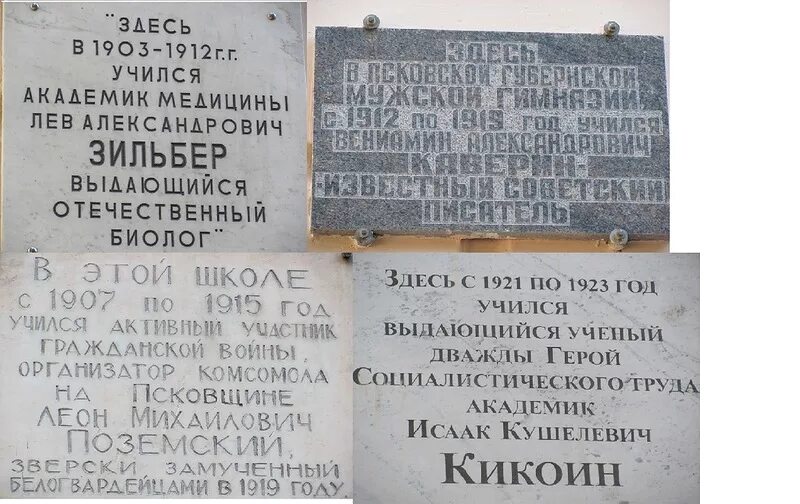 "ЗДЕСЬ
В 1903-1912 г.г.
УЧИЛСЯ
АКАДЕМИК МЕДИЦИНЫ
ЛЕВ АЛЕКСАНДРОВИЧ
ЗИЛЬБЕР
ВЫДАЮЩИЙСЯ
ОТЕЧЕСТВЕННЫЙ
БИОЛОГ"
ЗДЕСЬ
В ПСКОВСКОЙ ГУБЕРНСКОЙ
МУЖСКОЙ ГИМНАЗИИ
С 1912 ПО 1919 ГОД УЧИЛСЯ
ВЕНИАМИН АЛЕКСАНДРОВИЧ
КАВЕРИН-
ИЗВЕСТНЫЙ СОВЕТСКИЙ
ПИСАТЕЛЬ
В ЭТОЙ ШКОЛЕ
С 1907 ПО 1915 ГОД
УЧИЛСЯ АКТИВНЫЙ УЧАСТНИК
ГРАЖДАНСКОЙ ВОЙНЫ,
ОРГАНИЗАТОР КОМСОМОЛА
НА ПСКОВЩИНЕ
ЛЕОН МИХАЙЛОВИЧ
ПОЗЕМСКИЙ,
ЗВЕРСКИ ЗАМУЧЕННЫЙ
БЕЛОГВАРДЕЙЦАМИ В 1919 ГОДУ
ЗДЕСЬ С 1921 ПО 1923 ГОД
УЧИЛСЯ
ВЫДАЮЩИЙСЯ УЧЕНЫЙ
ДВАЖДЫ ГЕРОЙ
СОЦИАЛИСТИЧЕСКОГО ТРУДА
АКАДЕМИК
ИСААК КУШЕЛЕВИЧ
КИКОИН